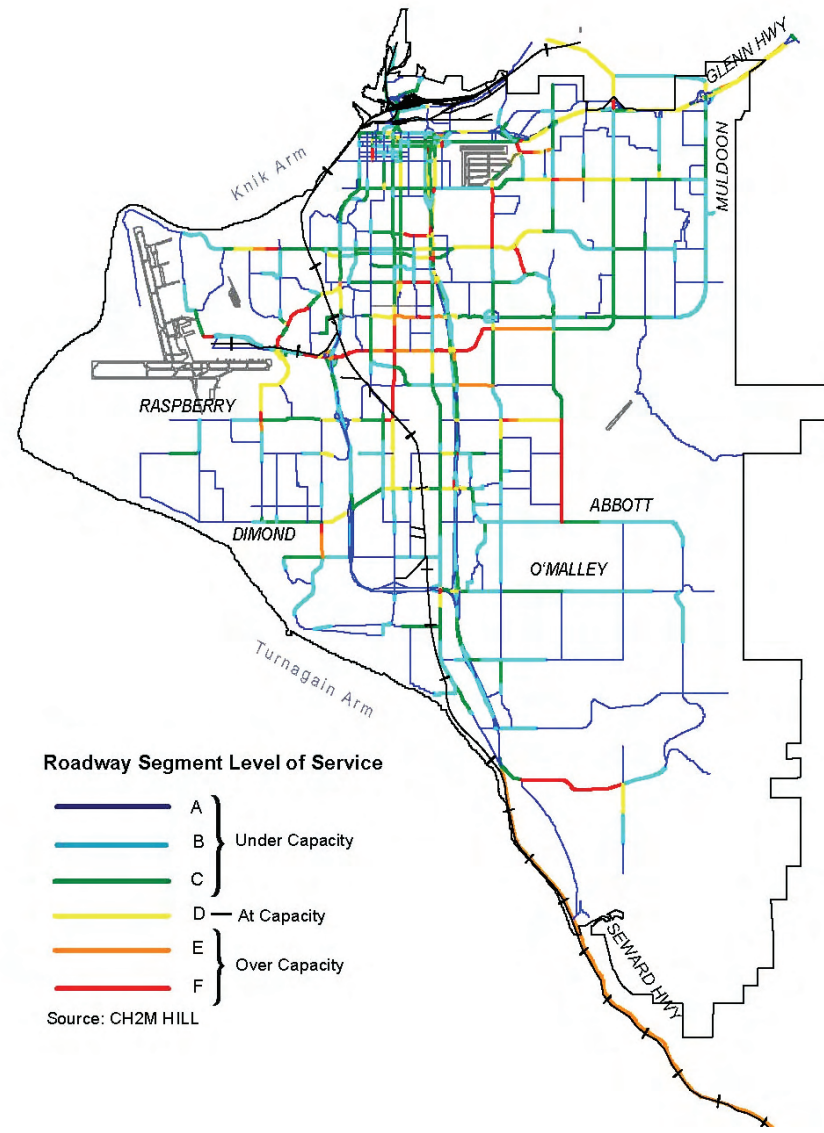 GLENN HWY
MULDOON
Knik Arm
RASPBERRY
ABBOTT
DIMOND
O'MALLEY
Turnagain Arm
Roadway Segment Level of Service
A
B Under Capacity
C
D At Capacity
E
Over Capacity
F
SEWARD HWY
Source: CH2M HILL